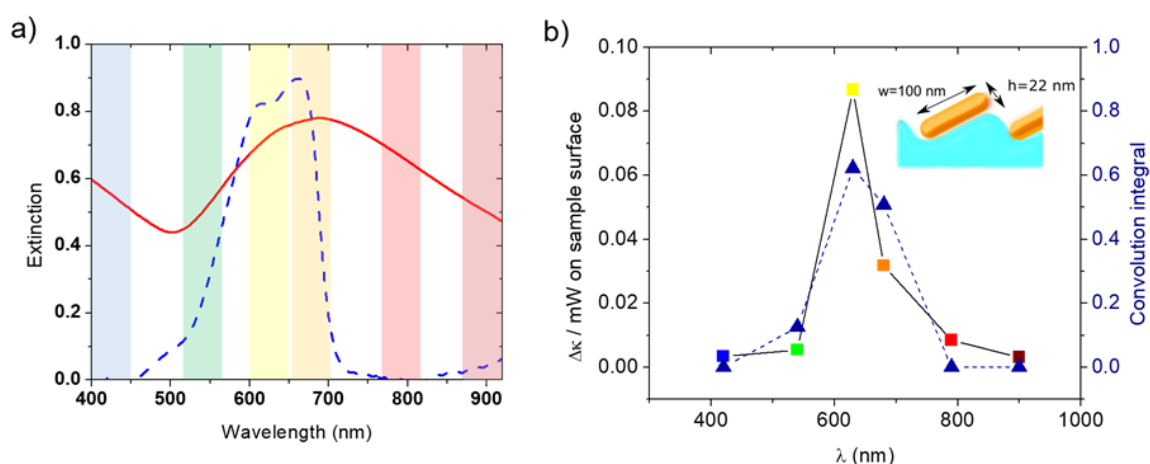 a)
1.0
0.8
0.6
0.4
0.2
0.0
Extinction
400 500 600 700 800 900
Wavelength (nm)
b)
0.10
0.08
0.06
0.04
0.02
0.00
Δκ / mW on sample surface
w=100 nm
h=22 nm
1.0
0.8
0.6
0.4
0.2
0.0
Convolution integral
400 600 800 1000
λ (nm)